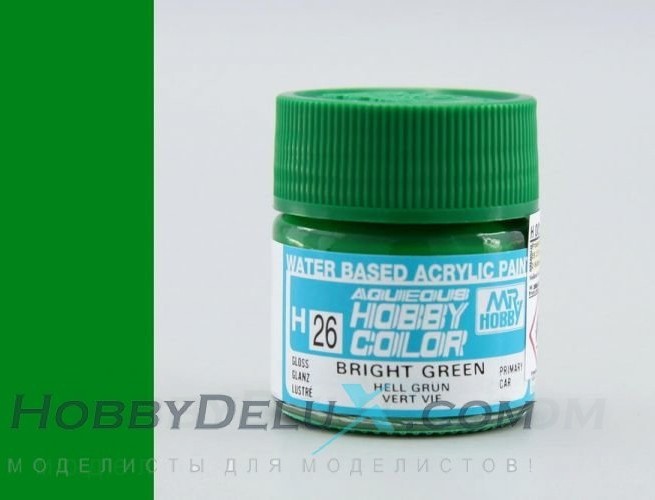 WATER BASED ACRYLIC PAIN
AQUEOUS
HOBBY
COLOR
MR.
HOBBY
H 26
GLOSS
GLANZ
LUSTRE
BRIGHT GREEN
HELL GRUN
VERT VIF
PRIMARY
CAR
HOBBYDELUX.COM
МОДЕЛИСТЫ ДЛЯ МОДЕЛИСТОВ!